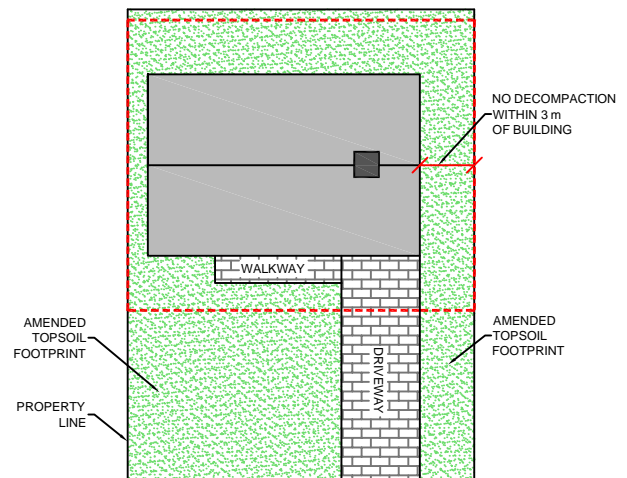 NO DECOMPACTION
WITHIN 3 m
OF BUILDING
WALKWAY
AMENDED
TOPSOIL
FOOTPRINT
AMENDED
TOPSOIL
FOOTPRINT
DRIVEWAY
PROPERTY
LINE